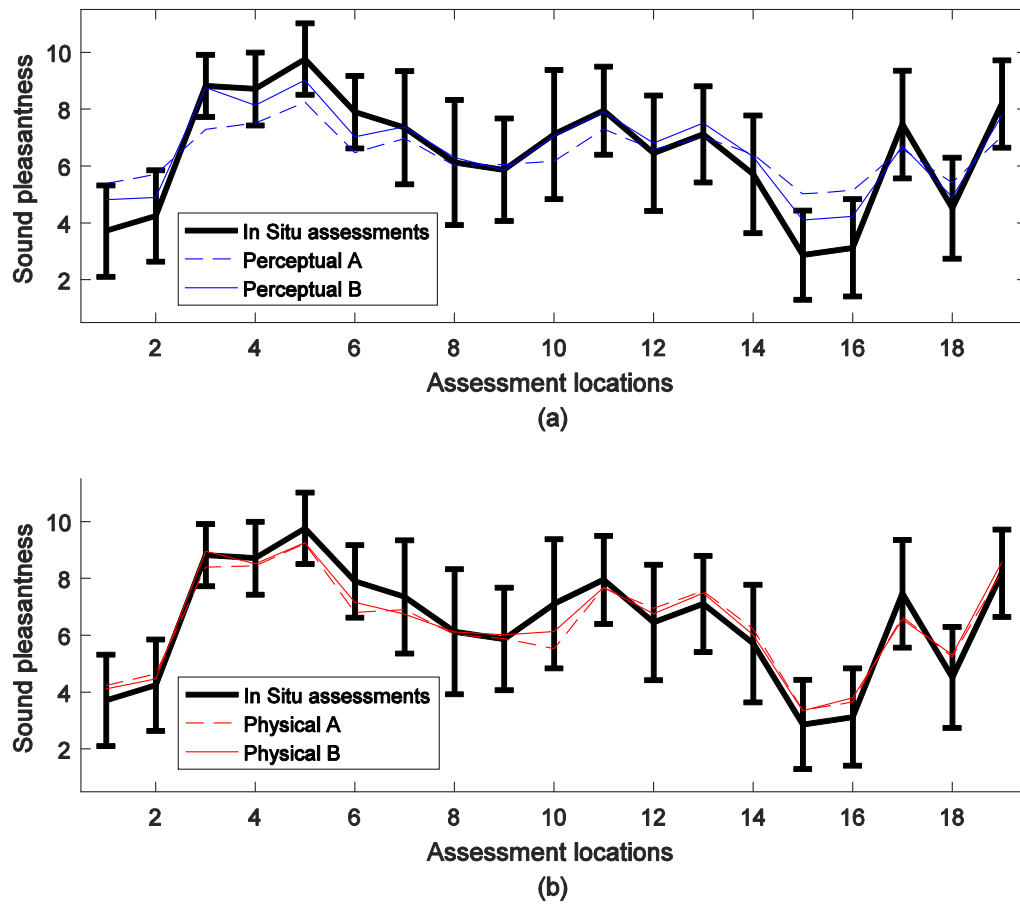 10
8
6
4
2
Sound pleasantness
In Situ assessments
Perceptual A
Perceptual B
2 4 6 8 10 12 14 16 18
Assessment locations
(a)
10
8
6
4
2
Sound pleasantness
In Situ assessments
Physical A
Physical B
2 4 6 8 10 12 14 16 18
Assessment locations
(b)